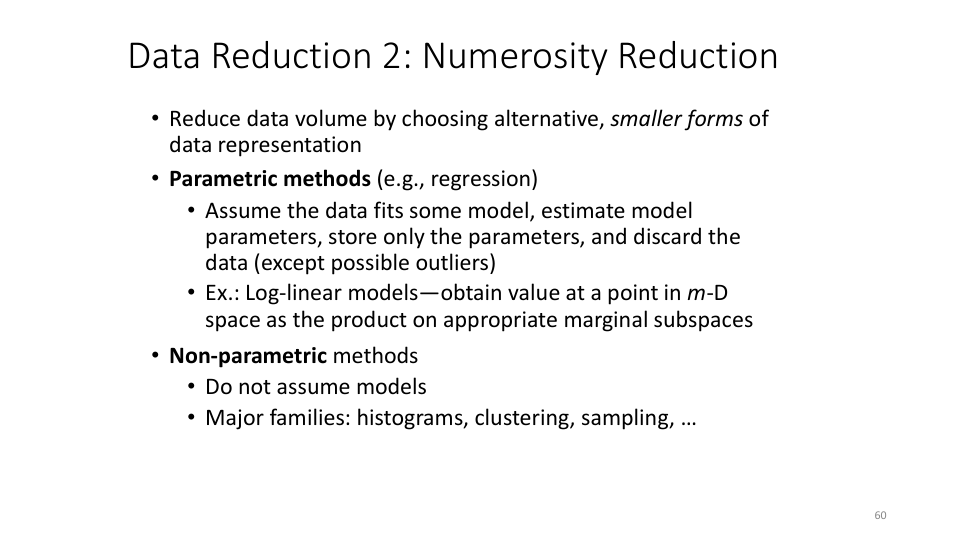 Data Reduction 2: Numerosity Reduction
• Reduce data volume by choosing alternative, smaller forms of
data representation
• Parametric methods (e.g., regression)
• Assume the data fits some model, estimate model
parameters, store only the parameters, and discard the
data (except possible outliers)
• Ex.: Log-linear models—obtain value at a point in m-D
space as the product on appropriate marginal subspaces
• Non-parametric methods
• Do not assume models
• Major families: histograms, clustering, sampling, …
60